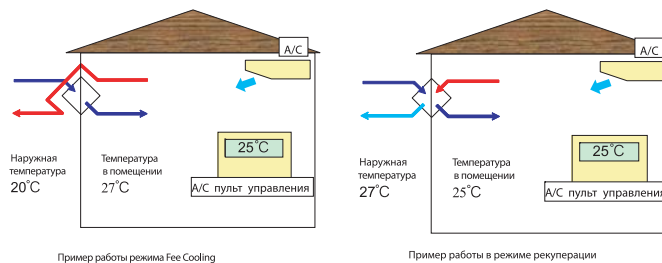 A/C
25°C
Наружная
температура
20°C
Температура
в помещении
27°C
A/C пульт управления
Пример работы режима Fee Cooling
A/C
25°C
Наружная
температура
27°C
Температура
в помещении
25°C
A/C пульт управления
Пример работы в режиме рекуперации